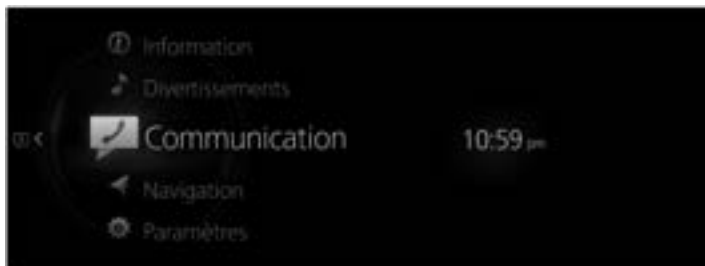 Information
Divertissements
Communication
10:59 pm
Navigation
Paramètres